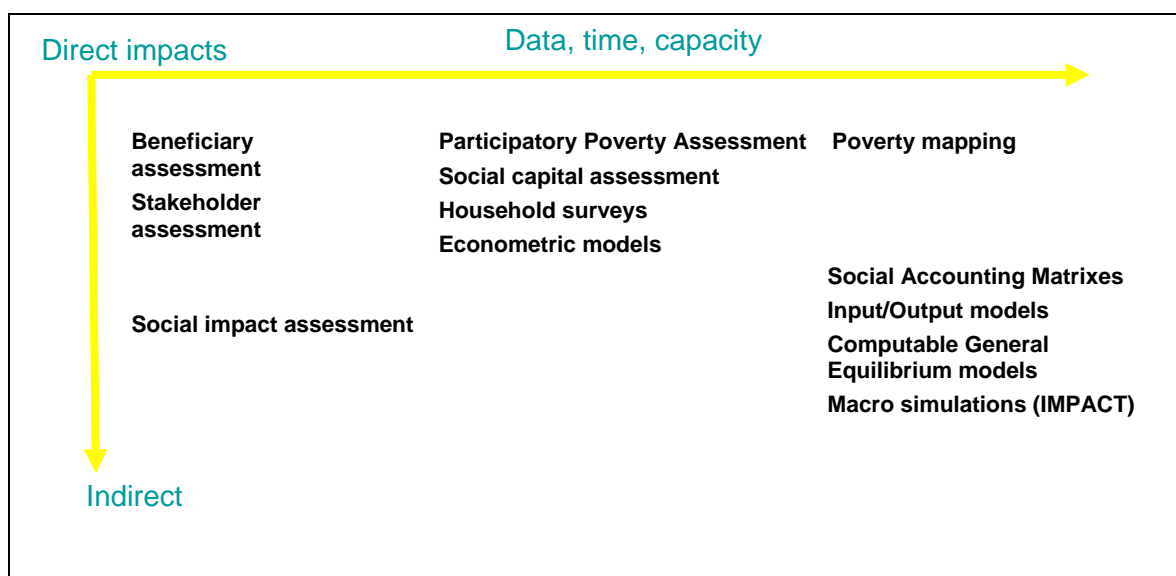 Direct impacts
Data, time, capacity
Beneficiary
assessment
Stakeholder
assessment
Social impact assessment
Participatory Poverty Assessment
Social capital assessment
Household surveys
Econometric models
Poverty mapping
Social Accounting Matrixes
Input/Output models
Computable General
Equilibrium models
Macro simulations (IMPACT)
Indirect